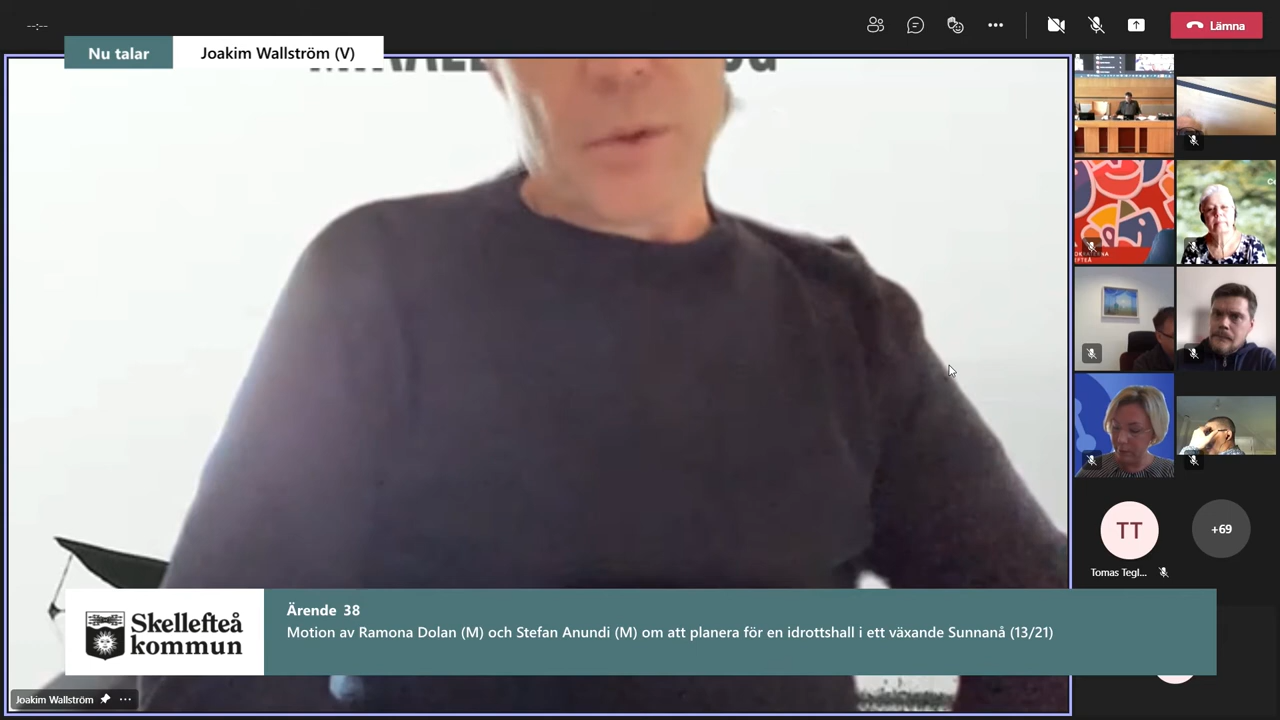 --:--
Lämna
Nu talar
Joakim Wallström (V)
TT
+69
Tomas Tegl...
Skellefteå
kommun
Ärende 38
Motion av Ramona Dolan (M) och Stefan Anundi (M) om att planera för en idrottshall i ett växande Sunnanå (13/21)
Joakim Wallström